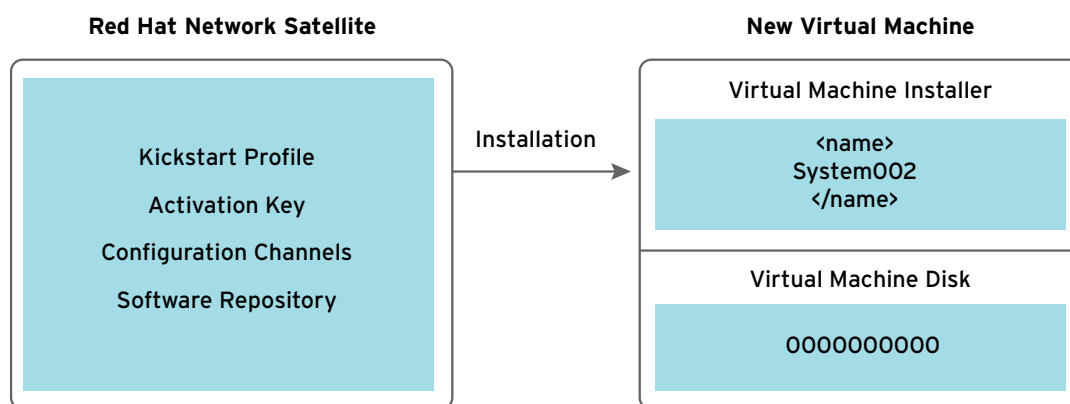 Red Hat Network Satellite
Kickstart Profile
Activation Key
Configuration Channels
Software Repository
Installation
New Virtual Machine
Virtual Machine Installer
<name>
System002
</name>
Virtual Machine Disk
0000000000